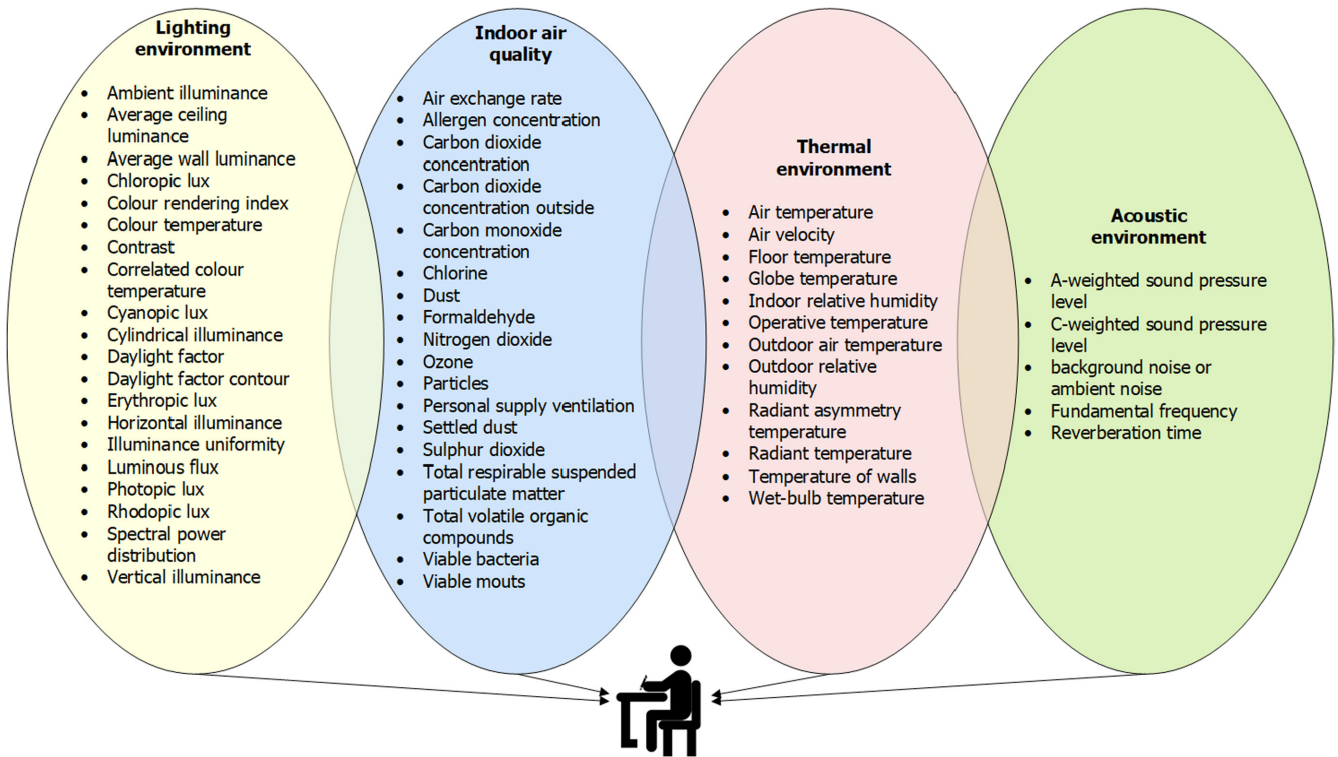 Lighting
environment
• Ambient illuminance
• Average ceiling
luminance
• Average wall luminance
• Chloropic lux
• Colour rendering index
• Colour temperature
• Contrast
• Correlated colour
temperature
• Cyanopic lux
• Cylindrical illuminance
• Daylight factor
• Daylight factor contour
• Erythropic lux
• Horizontal illuminance
• Illuminance uniformity
• Luminous flux
• Photopic lux
• Rhodopic lux
• Spectral power
distribution
• Vertical illuminance
Indoor air
quality
• Air exchange rate
• Allergen concentration
• Carbon dioxide
concentration
• Carbon dioxide
concentration outside
• Carbon monoxide
concentration
• Chlorine
• Dust
• Formaldehyde
• Nitrogen dioxide
• Ozone
• Particles
• Personal supply ventilation
• Settled dust
• Sulphur dioxide
• Total respirable suspended
particulate matter
• Total volatile organic
compounds
• Viable bacteria
• Viable mouts
Thermal
environment
• Air temperature
• Air velocity
• Floor temperature
• Globe temperature
• Indoor relative humidity
• Operative temperature
• Outdoor air temperature
• Outdoor relative
humidity
• Radiant asymmetry
temperature
• Radiant temperature
• Temperature of walls
• Wet-bulb temperature
Acoustic
environment
• A-weighted sound pressure
level
• C-weighted sound pressure
level
• background noise or
ambient noise
• Fundamental frequency
• Reverberation time